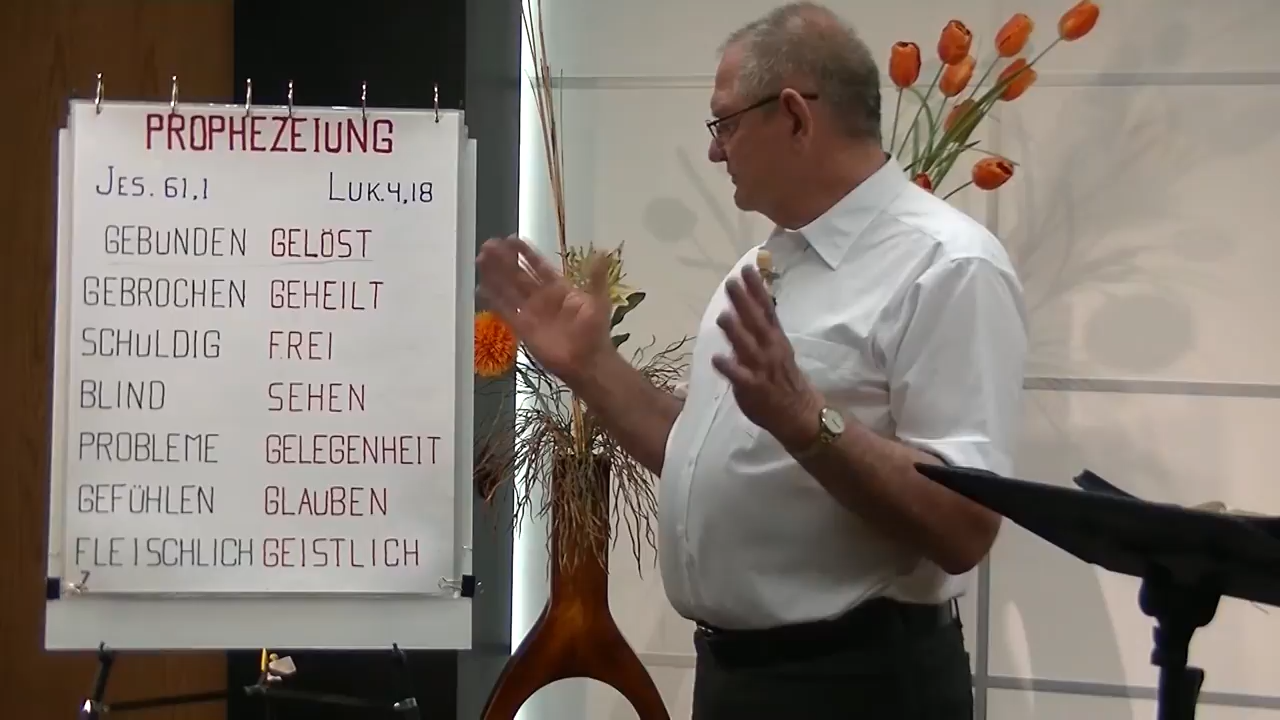 PROPHEZEIUNG
JES. 61,1 LUK.4,18
GEBUNDEN GELÖST
GEBROCHEN GEHEILT
SCHULDIG FREI
BLIND SEHEN
PROBLEME GELEGENHEIT
GEFÜHLEN GLAUBEN
FLEISCHLICH GEISTLICH
7